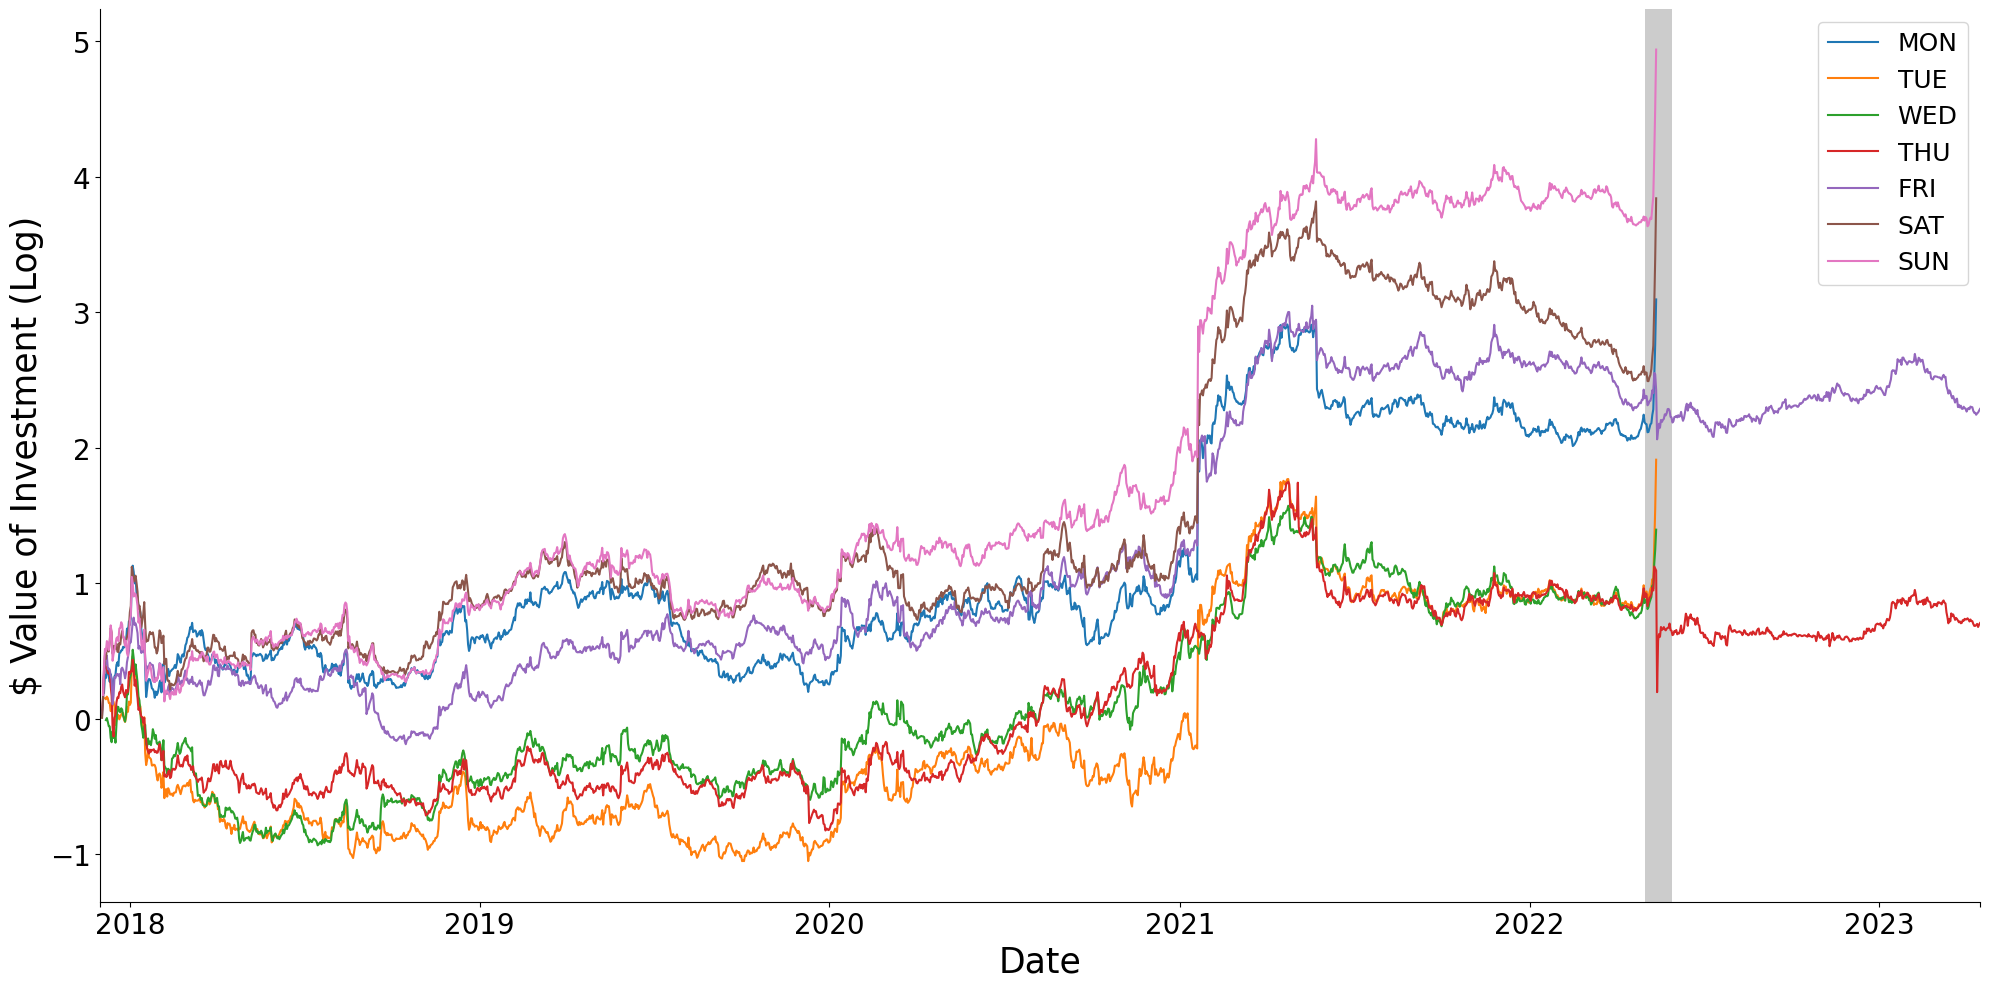 5
4
3
2
1
0
−1
$ Value of Investment (Log)
MON
TUE
WED
THU
FRI
SAT
SUN
2018 2019 2020 2021 2022 2023
Date